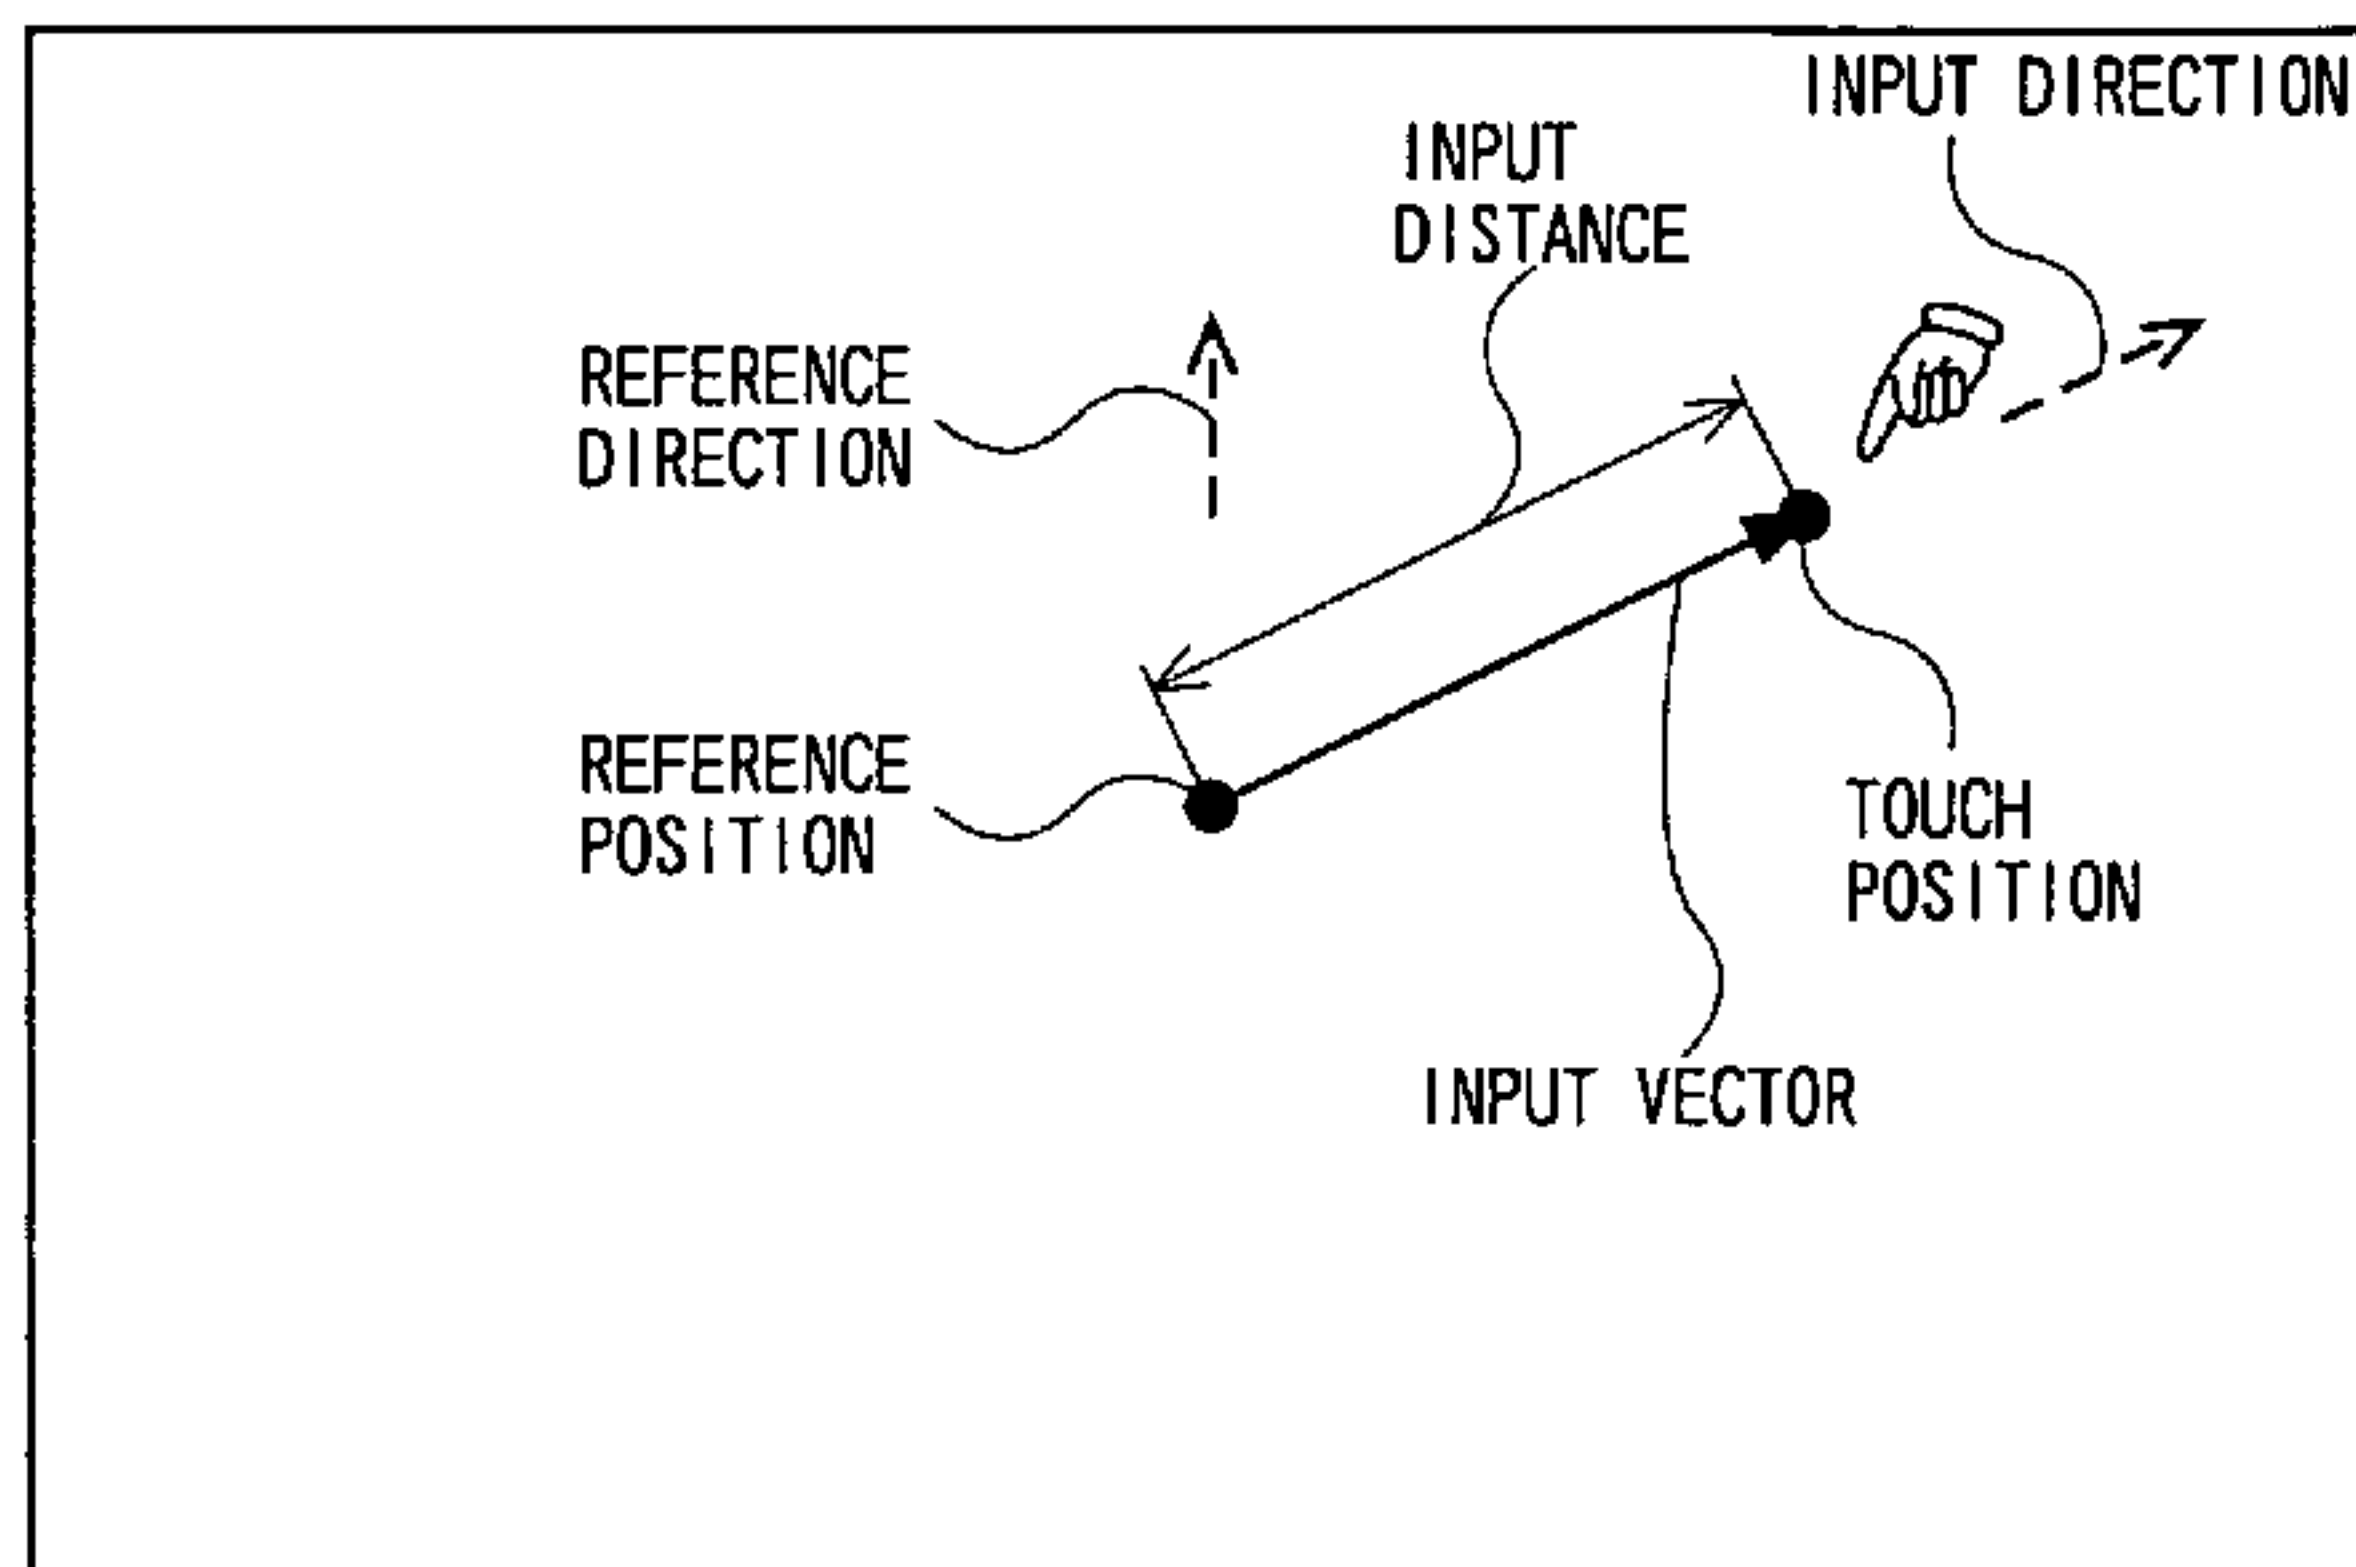 INPUT DIRECTION
INPUT
DISTANCE
REFERENCE
DIRECTION
REFERENCE
POSITION
TOUCH
POSITION
INPUT VECTOR